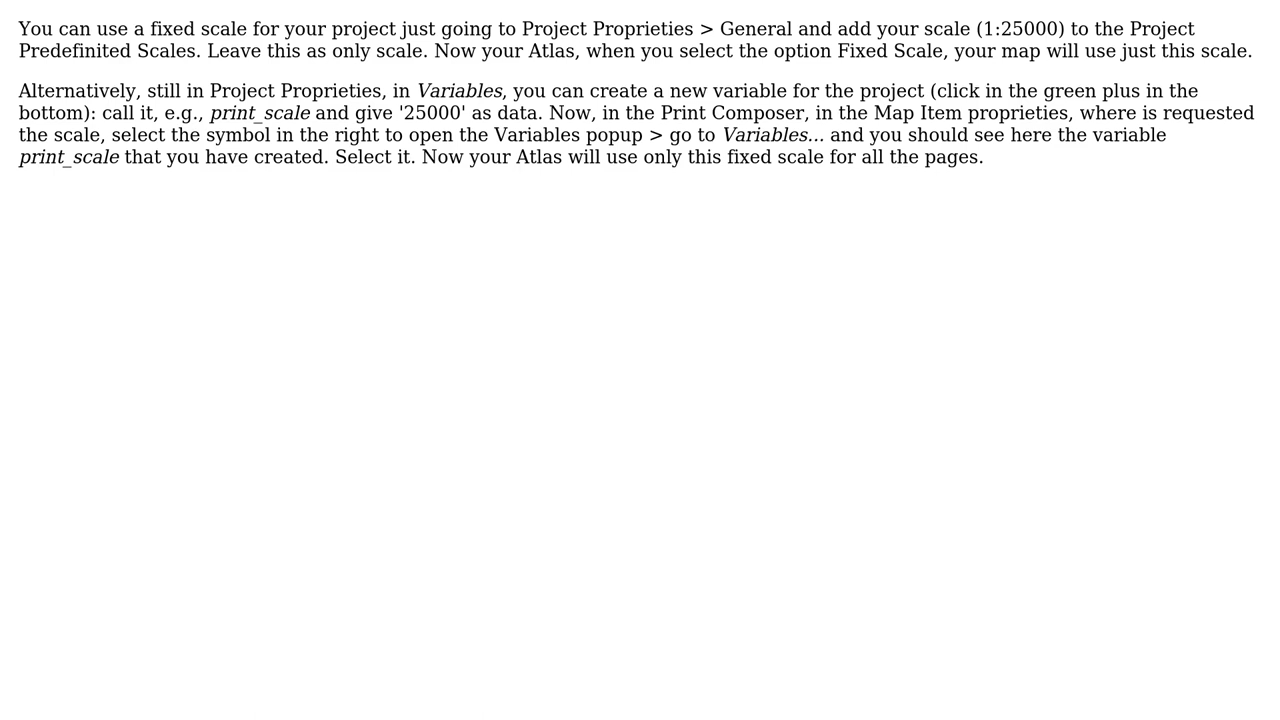 You can use a fixed scale for your project just going to Project Proprieties > General and add your scale (1:25000) to the Project
Predefinited Scales. Leave this as only scale. Now your Atlas, when you select the option Fixed Scale, your map will use just this scale.
Alternatively, still in Project Proprieties, in Variables, you can create a new variable for the project (click in the green plus in the
bottom): call it, e.g., print_scale and give '25000' as data. Now, in the Print Composer, in the Map Item proprieties, where is requested
the scale, select the symbol in the right to open the Variables popup > go to Variables... and you should see here the variable
print_scale that you have created. Select it. Now your Atlas will use only this fixed scale for all the pages.